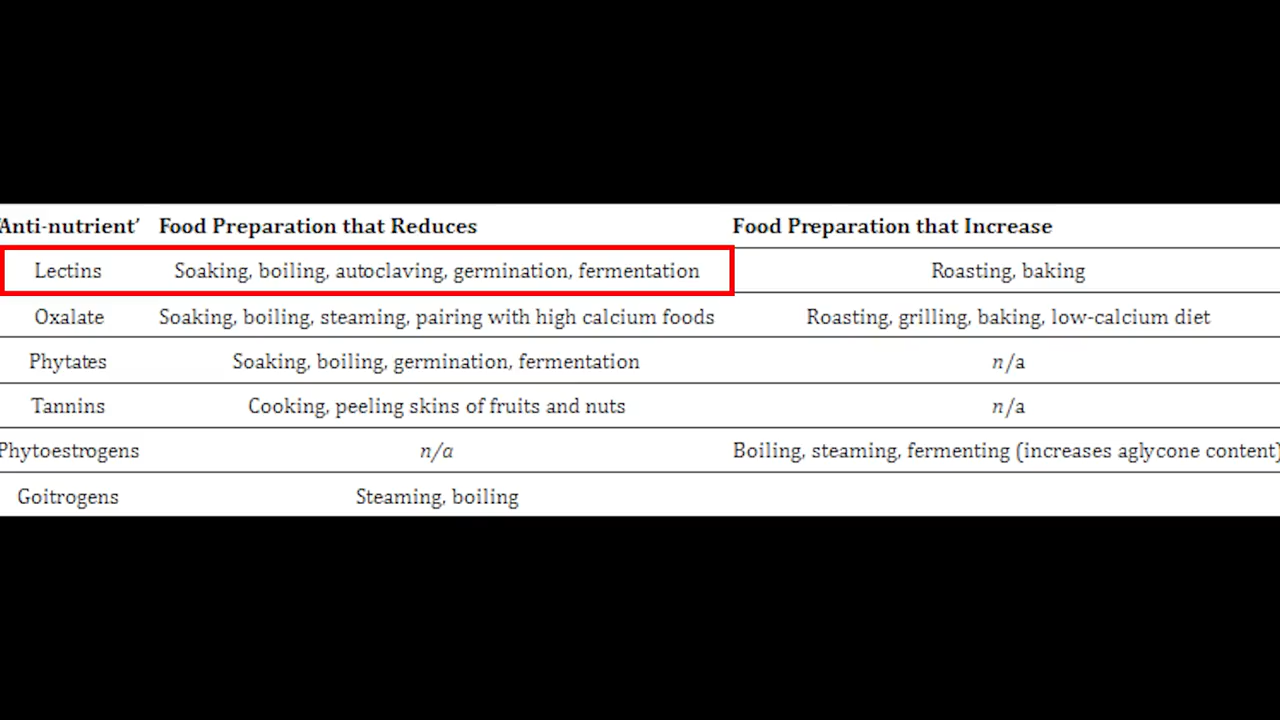 'Anti-nutrient' Food Preparation that Reduces Food Preparation that Increase
Lectins Soaking, boiling, autoclaving, germination, fermentation Roasting, baking
Oxalate Soaking, boiling, steaming, pairing with high calcium foods Roasting, grilling, baking, low-calcium diet
Phytates Soaking, boiling, germination, fermentation n/a
Tannins Cooking, peeling skins of fruits and nuts n/a
Phytoestrogens n/a Boiling, steaming, fermenting (increases aglycone content)
Goitrogens Steaming, boiling